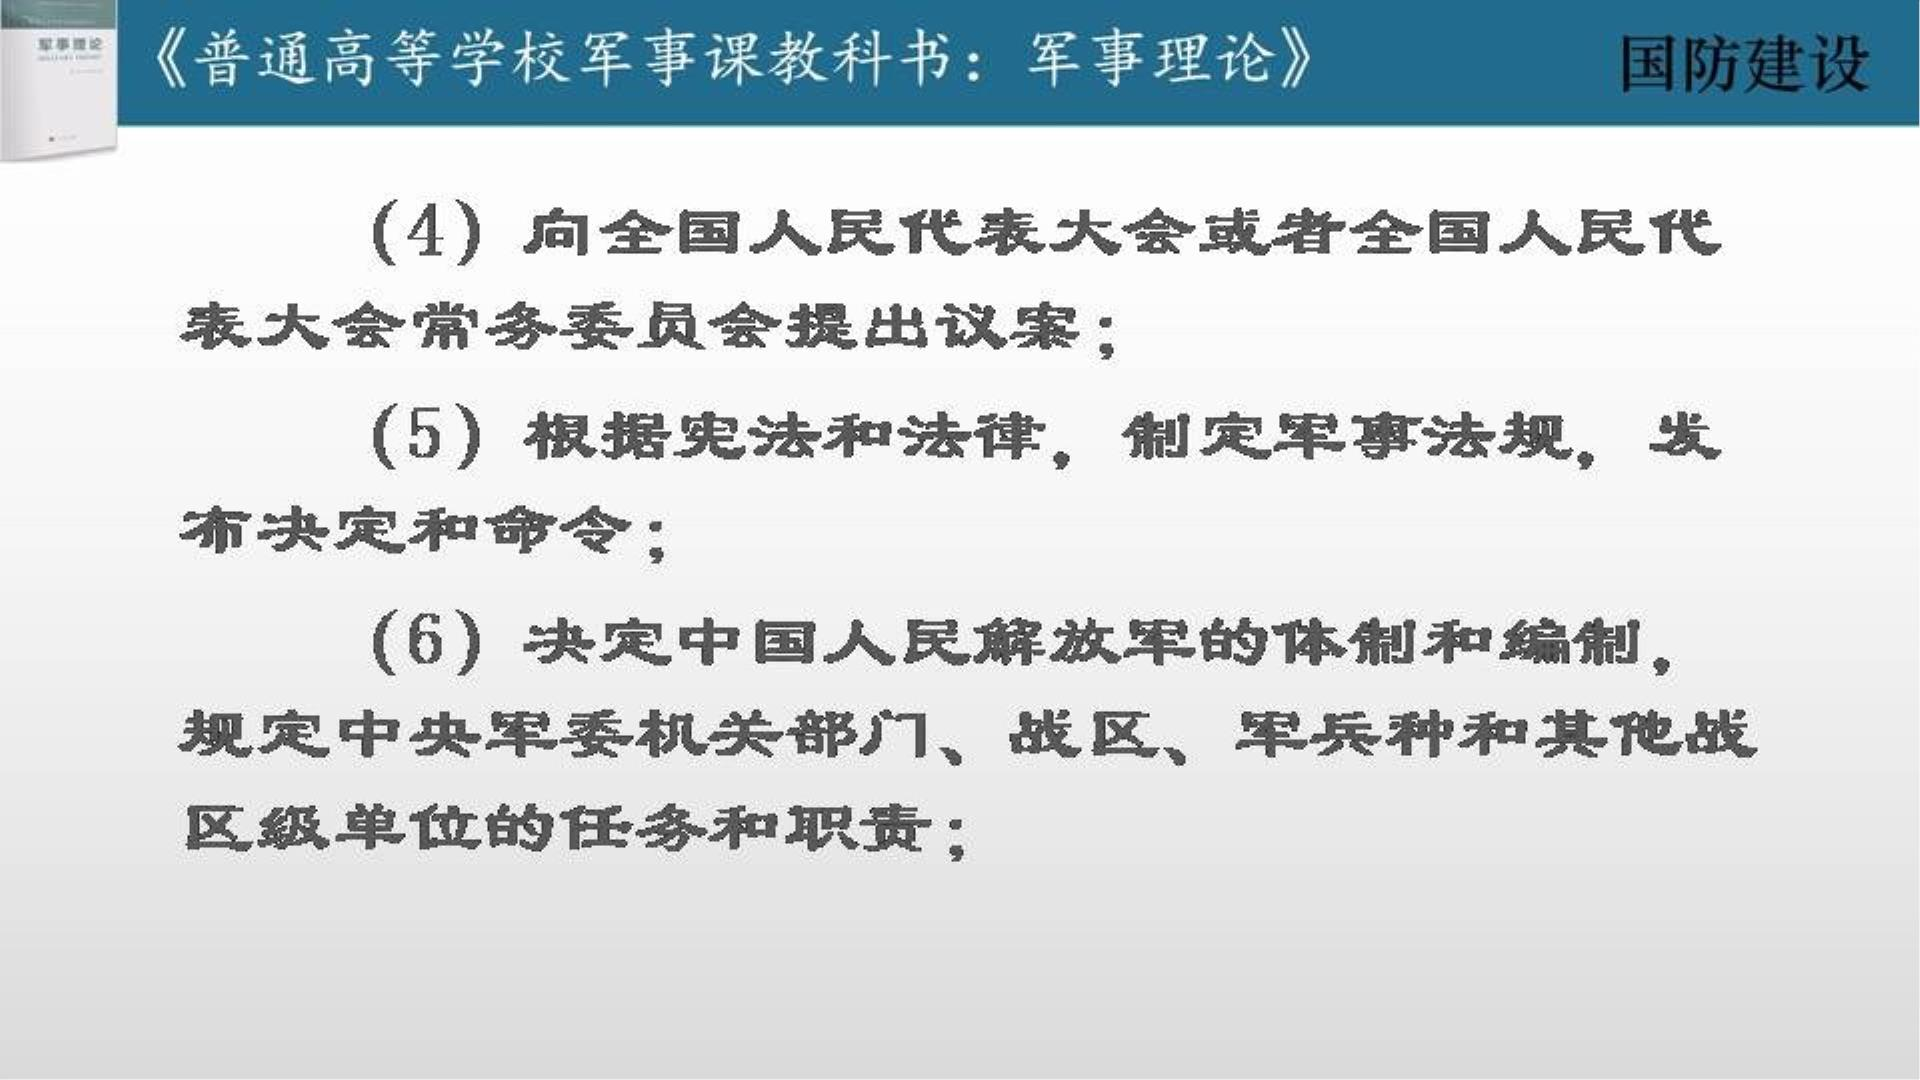 军事理论
《普通高等学校军事课教科书：军事理论》
国防建设
(4) 向全国人民代表大会或者全国人民代
表大会常务委员会提出议案；
(5) 根据宪法和法律，制定军事法规，发
布决定和命令；
(6) 决定中国人民解放军的体制和编制，
规定中央军委机关部门、战区、军兵种和其他战
区级单位的任务和职责；